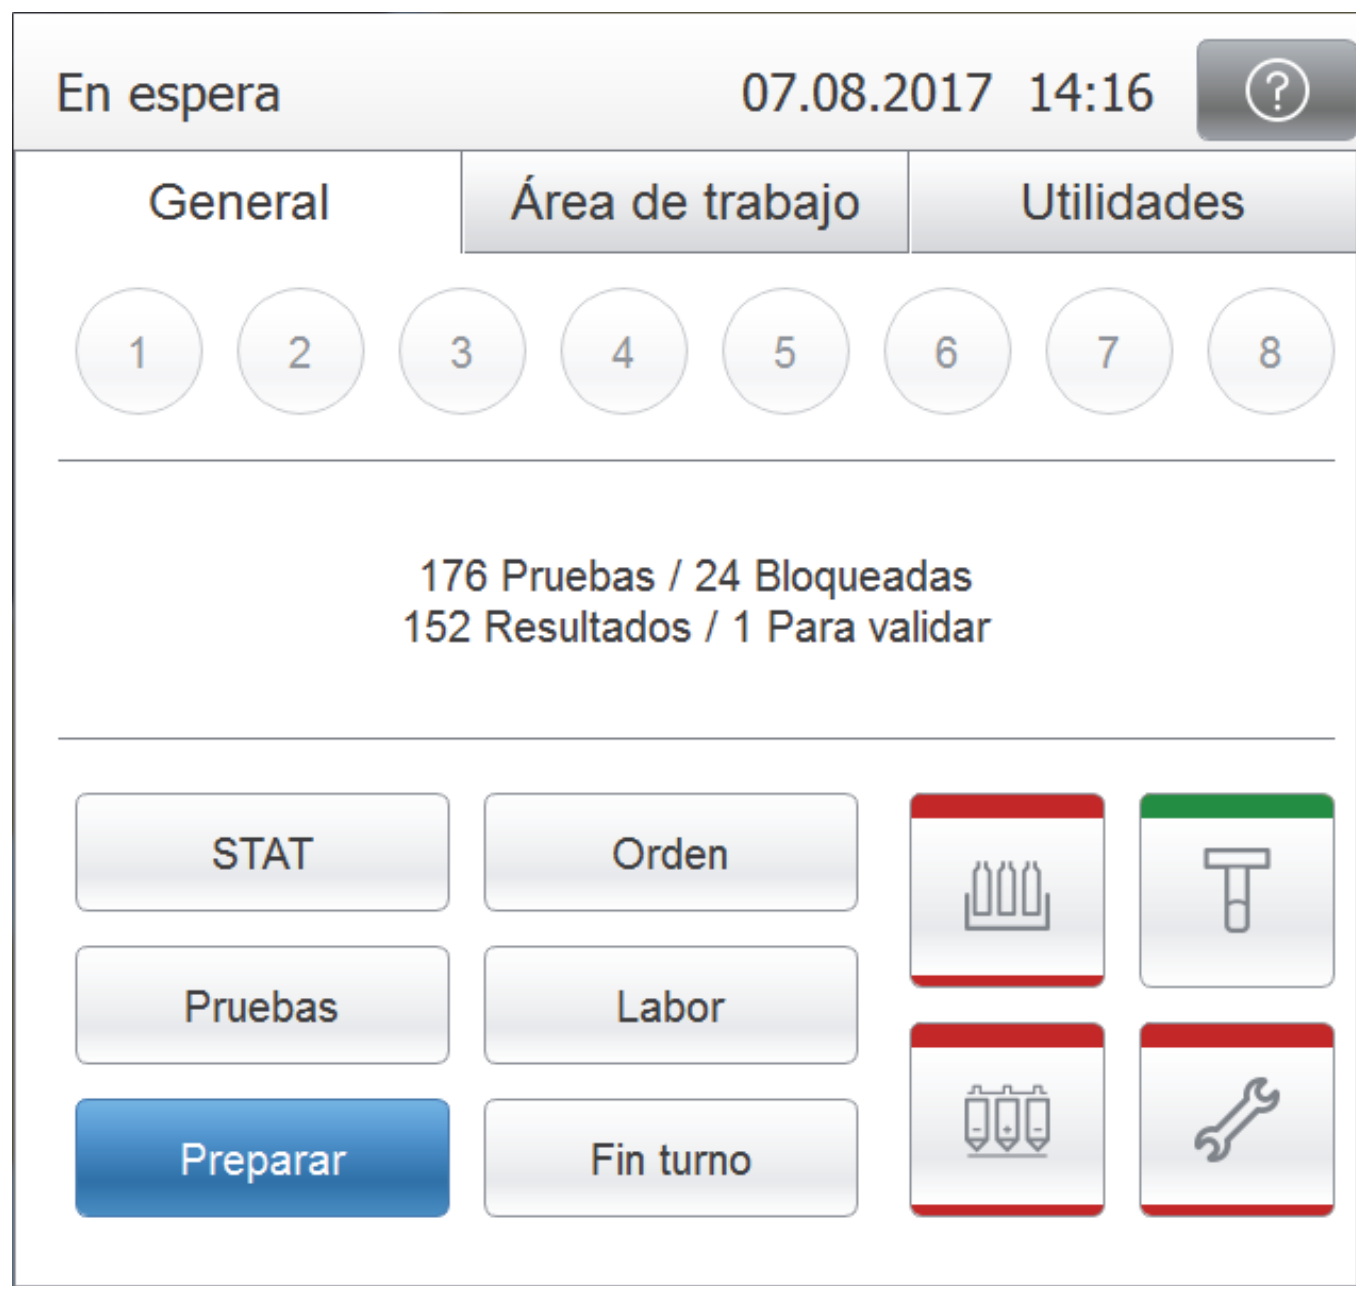 En espera 07.08.2017 14:16
General Área de trabajo Utilidades
1 2 3 4 5 6 7 8
176 Pruebas / 24 Bloqueadas
152 Resultados / 1 Para validar
STAT Orden
Pruebas Labor
Preparar Fin turno